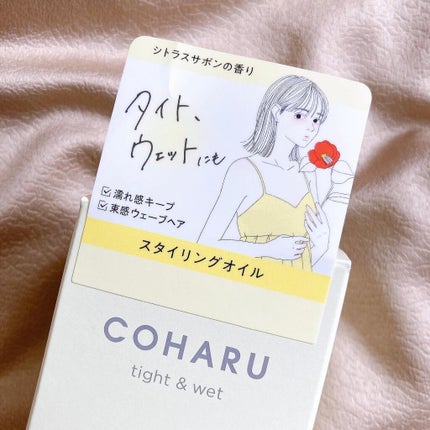 シトラスサボンの香り
タイト、
ウェットにも
☑濡れ感キープ
☑束感ウェーブヘア
スタイリングオイル
COHARU
tight & wet